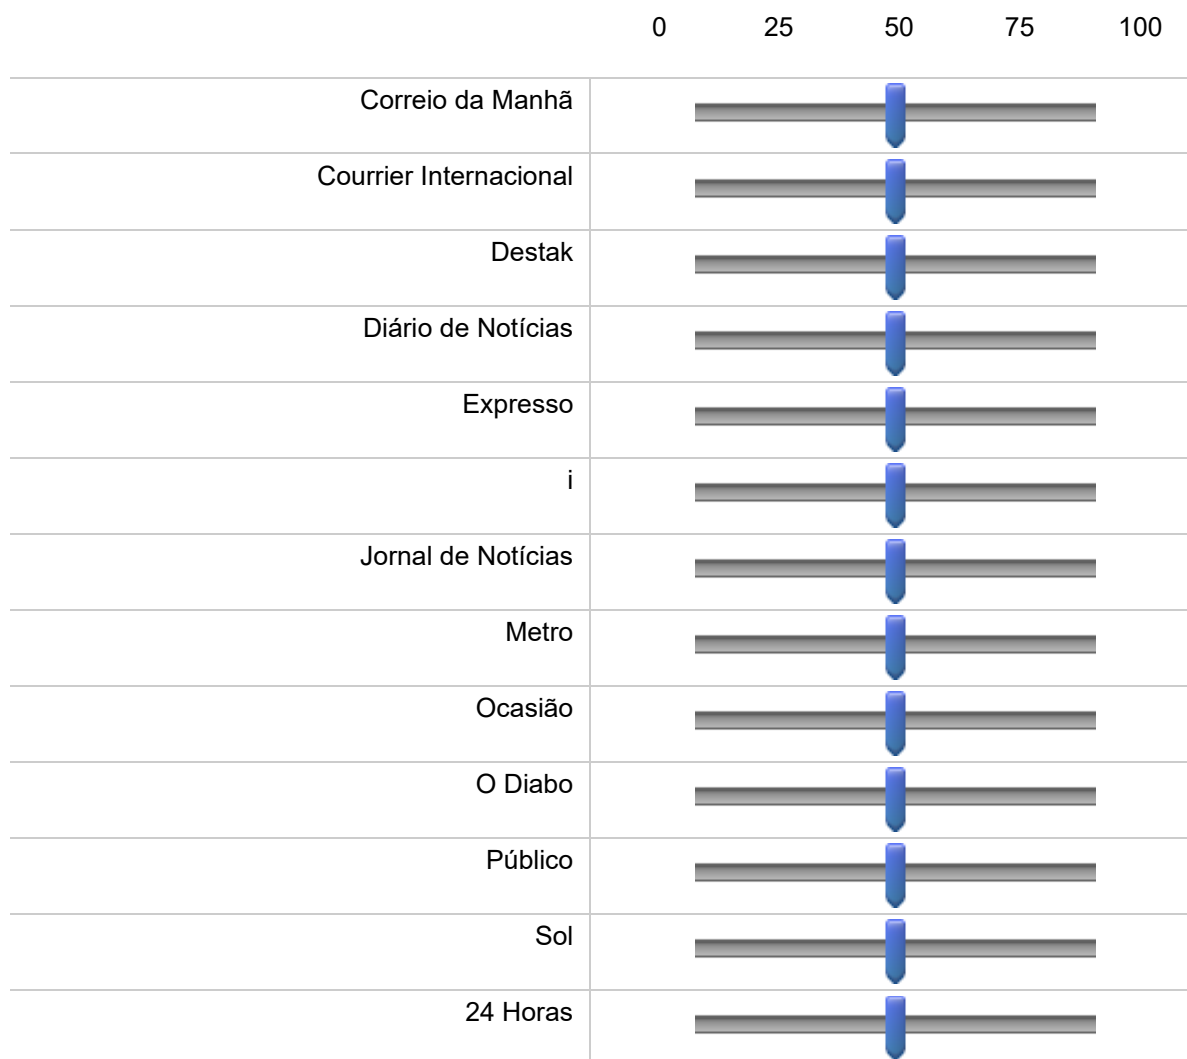 0 25 50 75 100
Correio da Manhã
Courrier Internacional
Destak
Diário de Notícias
Expresso
i
Jornal de Notícias
Metro
Ocasião
O Diabo
Público
Sol
24 Horas